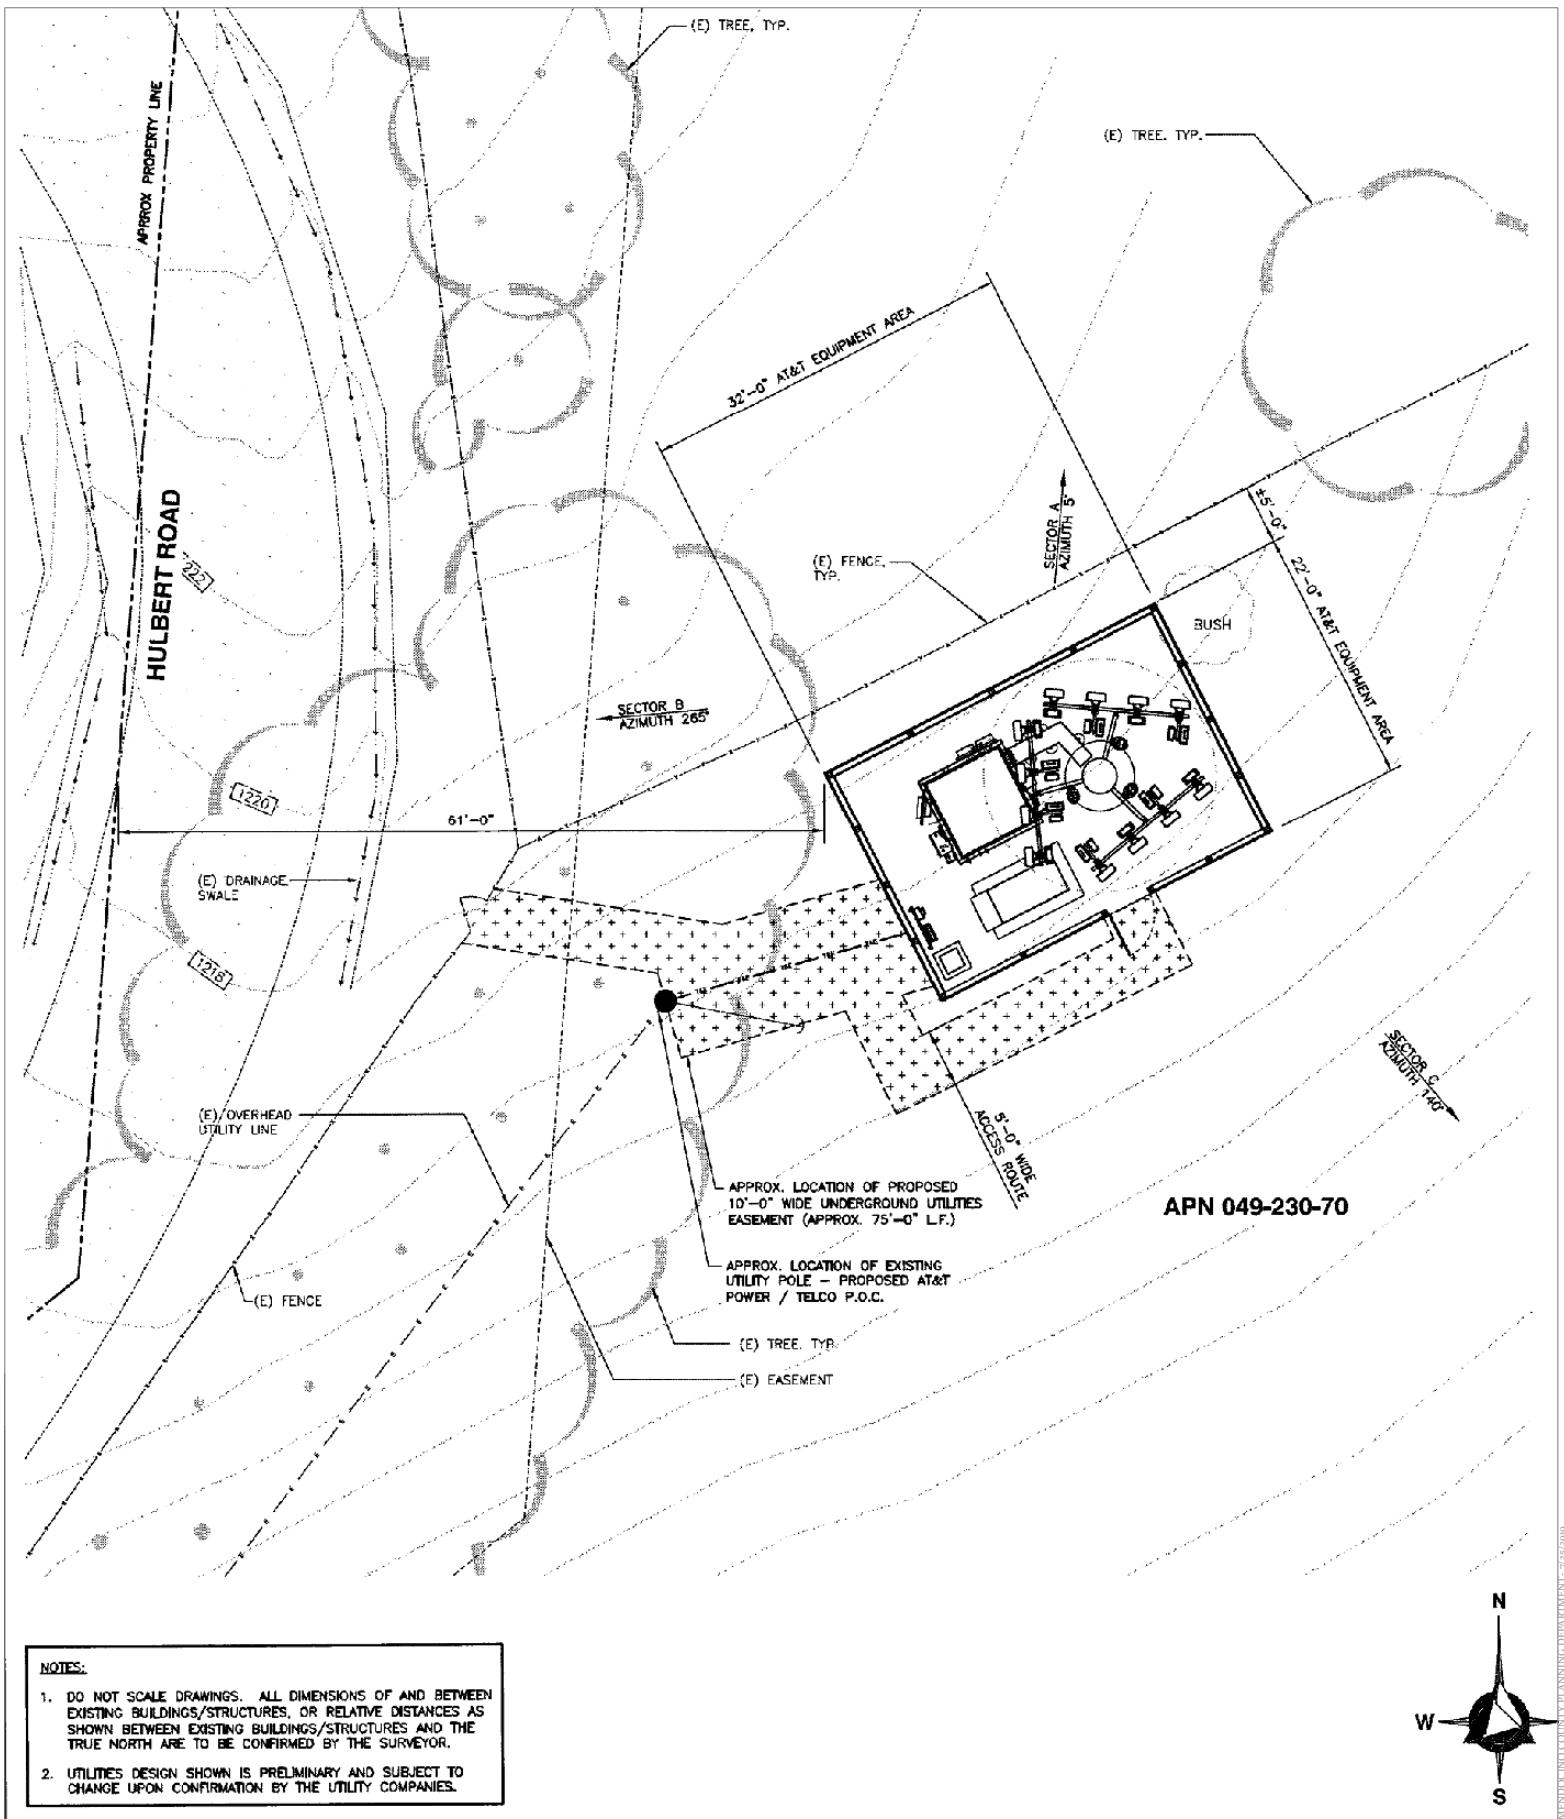 (E) TREE, TYP.
(E) TREE. TYP.
APRROX PROPERTY LINE
32'-0" AT&T EQUIPMENT AREA
HULBERT ROAD
SECTOR A
AZIMUTH 5°
±5'-0"
(E) FENCE,
TYP.
22'-0" AT&T EQUIPMENT AREA
BUSH
SECTOR B
AZIMUTH 265°
1220
61'-0"
(E) DRAINAGE
SWALE
1218
SECTOR C
AZIMUTH 140°
(E) OVERHEAD
UTILITY LINE
5'-0" WIDE
ACCESS ROUTE
APPROX. LOCATION OF PROPOSED
10'-0" WIDE UNDERGROUND UTILITIES
EASEMENT (APPROX. 75'-0" L.F.)
APN 049-230-70
APPROX. LOCATION OF EXISTING
UTILITY POLE – PROPOSED AT&T
POWER / TELCO P.O.C.
(E) FENCE
(E) TREE. TYP.
(E) EASEMENT
NOTES:
1. DO NOT SCALE DRAWINGS. ALL DIMENSIONS OF AND BETWEEN
EXISTING BUILDINGS/STRUCTURES, OR RELATIVE DISTANCES AS
SHOWN BETWEEN EXISTING BUILDINGS/STRUCTURES AND THE
TRUE NORTH ARE TO BE CONFIRMED BY THE SURVEYOR.
2. UTILITIES DESIGN SHOWN IS PRELIMINARY AND SUBJECT TO
CHANGE UPON CONFIRMATION BY THE UTILITY COMPANIES.
N
W
S
COUNTY PLANNING DEPARTMENT